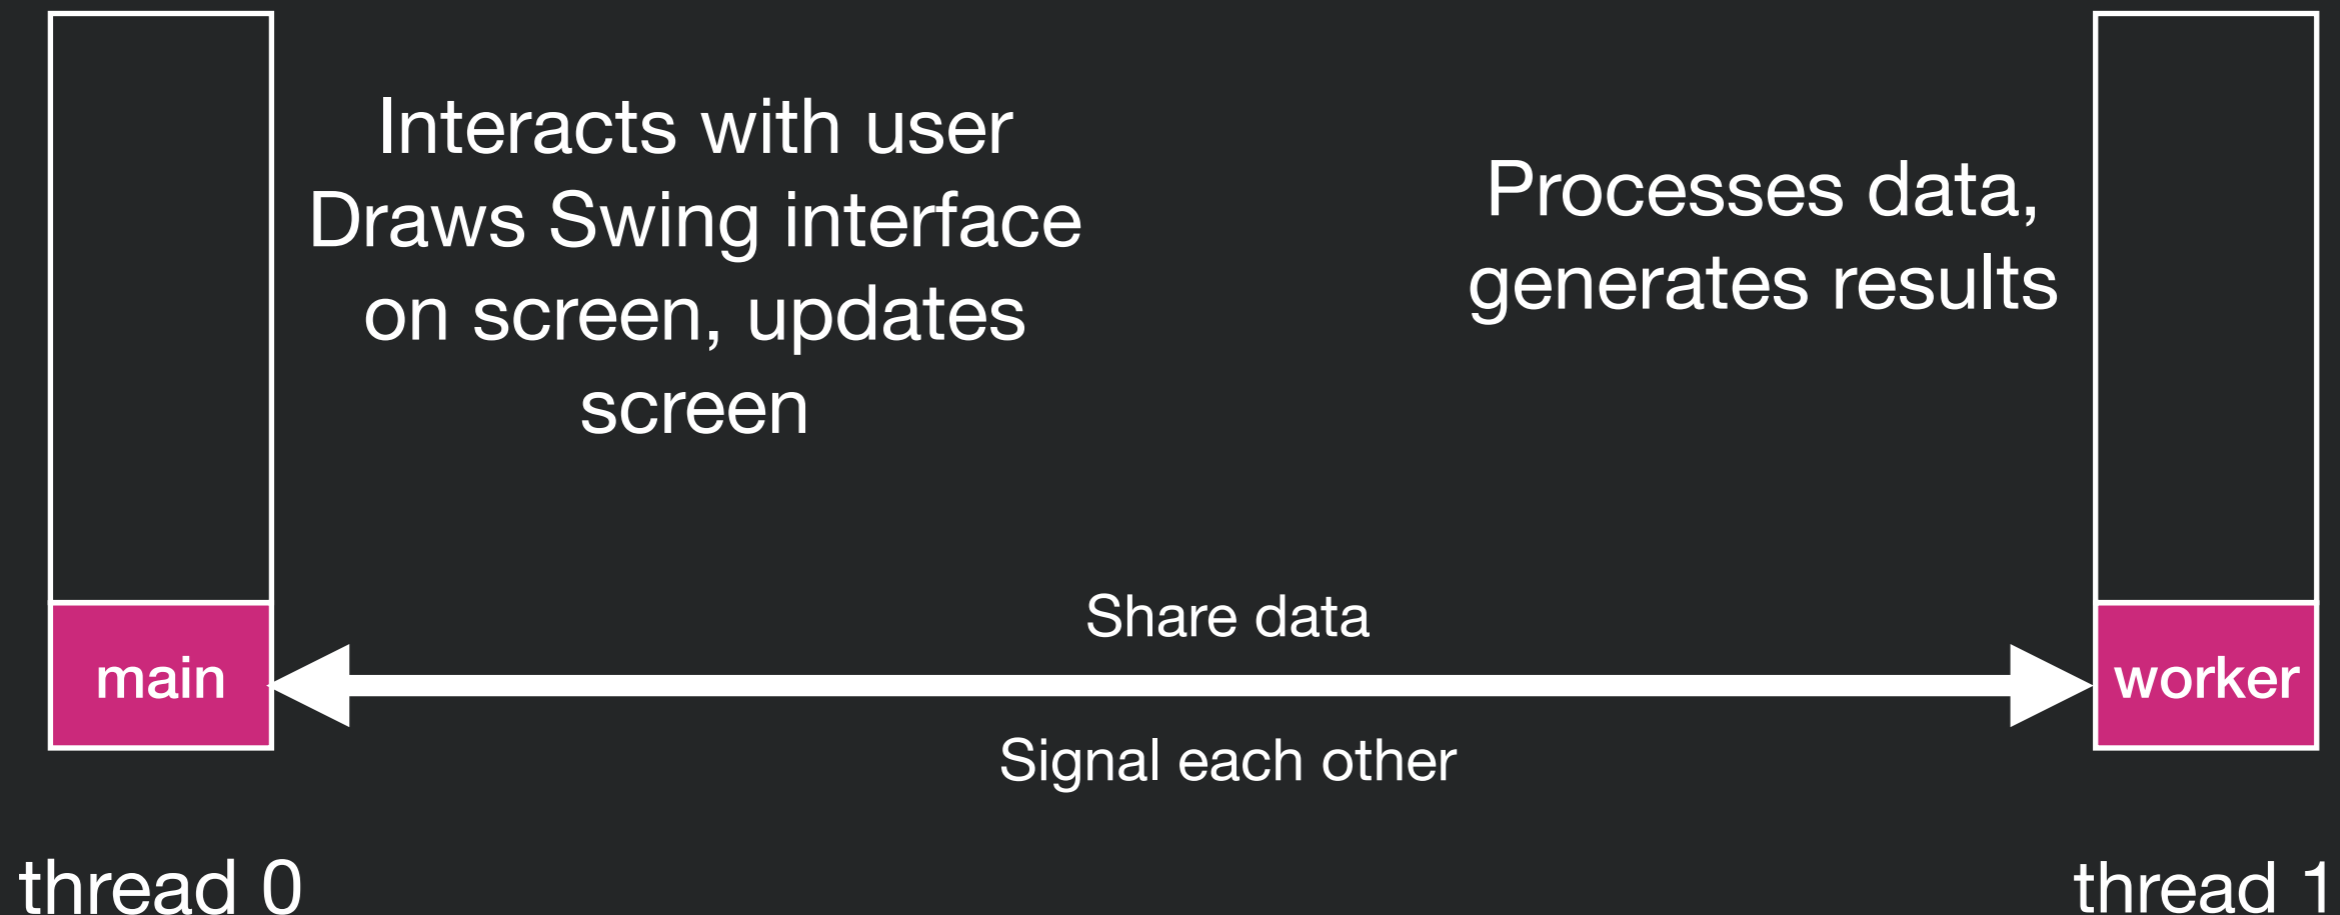 Interacts with user
Draws Swing interface
on screen, updates
screen
Processes data,
generates results
Share data
main
worker
Signal each other
thread 0
thread 1